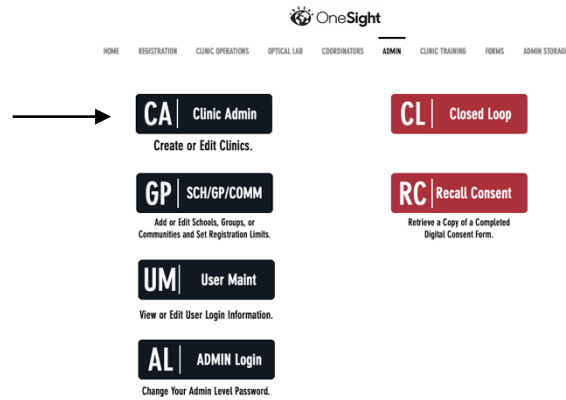 OneSight
HOME REGISTRATION CLINIC OPERATIONS OPTICAL LAB COORDINATORS ADMIN CLINIC TRAINING FORMS ADMIN STORAGE
CA Clinic Admin
Create or Edit Clinics.
CL Closed Loop
GP SCH/GP/COMM
Add or Edit Schools, Groups, or
Communities and Set Registration Limits.
RC Recall Consent
Retrieve a Copy of a Completed
Digital Consent Form.
UM User Maint
View or Edit User Login Information.
AL ADMIN Login
Change Your Admin Level Password.